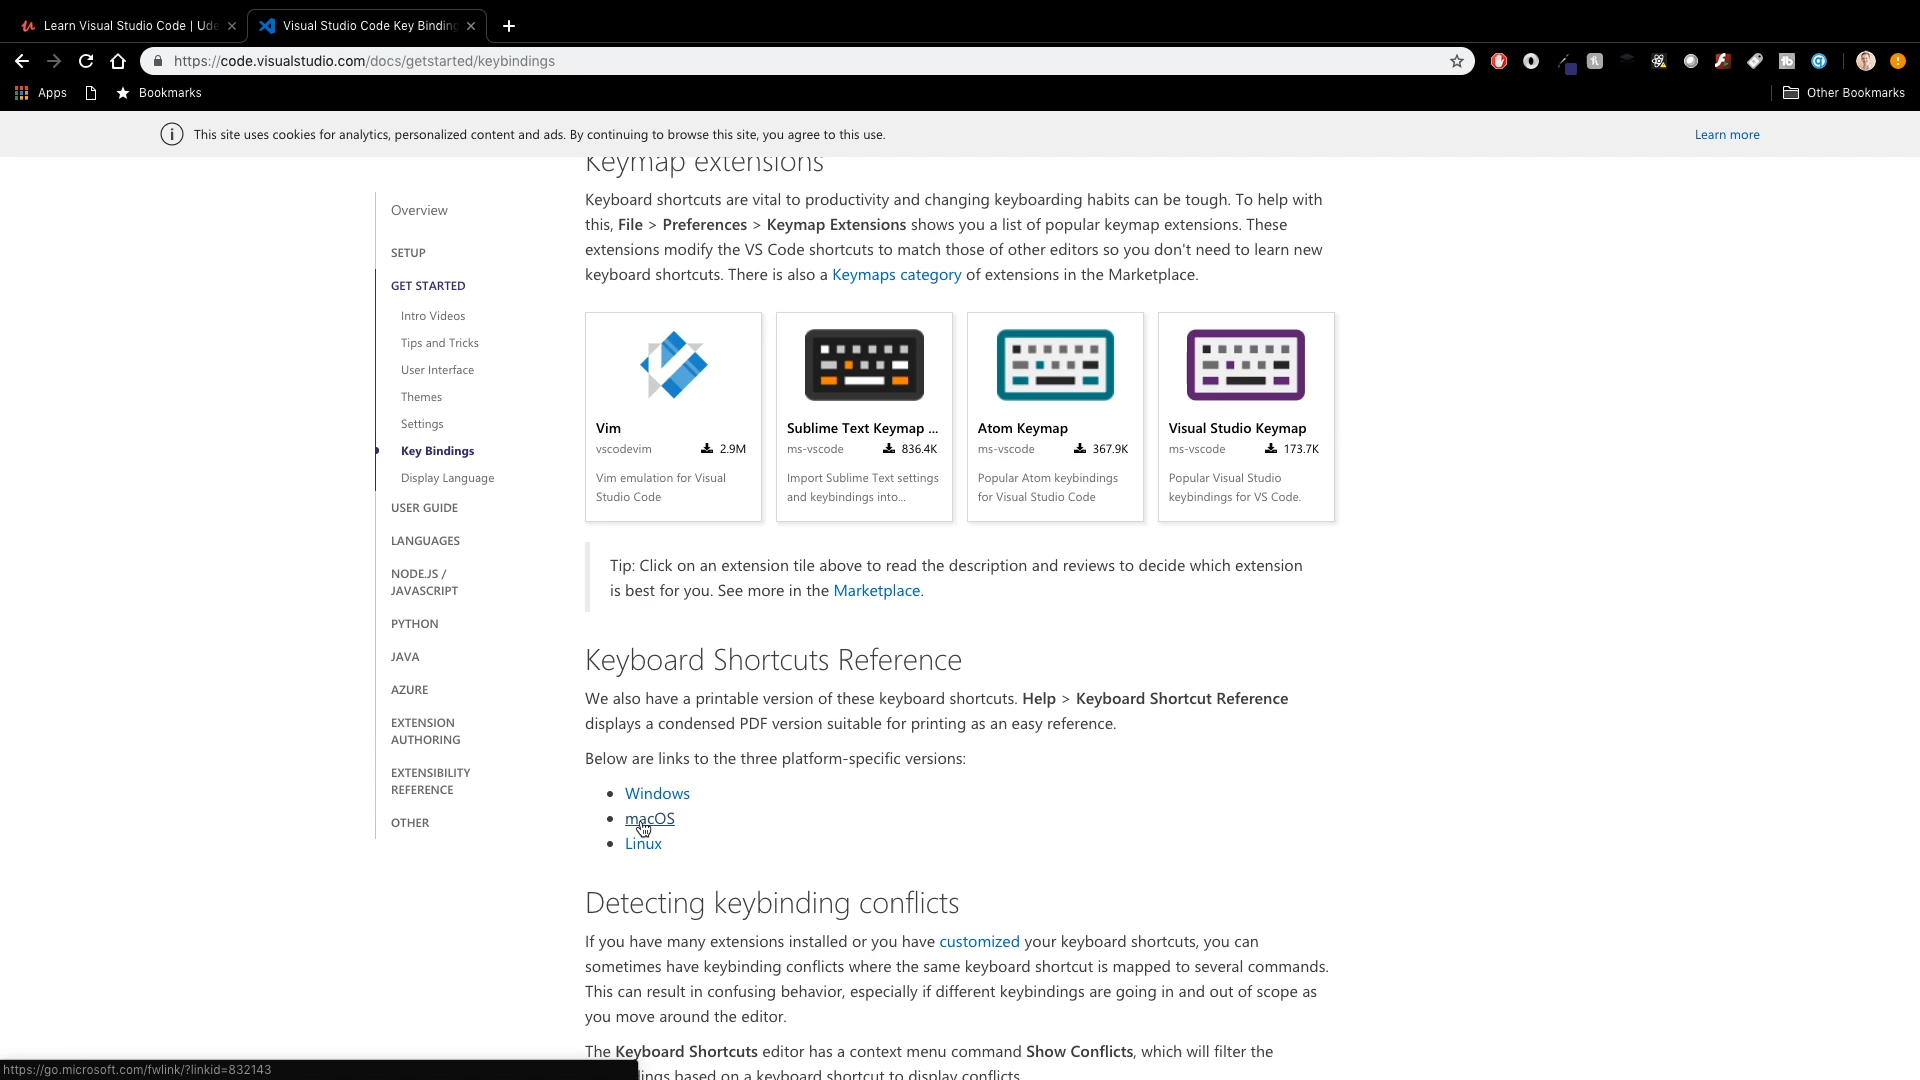 Learn Visual Studio Code | Ude
Visual Studio Code Key Binding
https://code.visualstudio.com/docs/getstarted/keybindings
Apps
Bookmarks
Other Bookmarks
This site uses cookies for analytics, personalized content and ads. By continuing to browse this site, you agree to this use.
Learn more
Overview
SETUP
GET STARTED
Intro Videos
Tips and Tricks
User Interface
Themes
Settings
Key Bindings
Display Language
USER GUIDE
LANGUAGES
NODE.JS /
JAVASCRIPT
PYTHON
JAVA
AZURE
EXTENSION
AUTHORING
EXTENSIBILITY
REFERENCE
OTHER
Keymap extensions
Keyboard shortcuts are vital to productivity and changing keyboarding habits can be tough. To help with
this, File > Preferences > Keymap Extensions shows you a list of popular keymap extensions. These
extensions modify the VS Code shortcuts to match those of other editors so you don't need to learn new
keyboard shortcuts. There is also a Keymaps category of extensions in the Marketplace.
Vim
vscodevim 2.9M
Vim emulation for Visual
Studio Code
Sublime Text Keymap ...
ms-vscode 836.4K
Import Sublime Text settings
and keybindings into...
Atom Keymap
ms-vscode 367.9K
Popular Atom keybindings
for Visual Studio Code
Visual Studio Keymap
ms-vscode 173.7K
Popular Visual Studio
keybindings for VS Code.
Tip: Click on an extension tile above to read the description and reviews to decide which extension
is best for you. See more in the Marketplace.
Keyboard Shortcuts Reference
We also have a printable version of these keyboard shortcuts. Help > Keyboard Shortcut Reference
displays a condensed PDF version suitable for printing as an easy reference.
Below are links to the three platform-specific versions:
Windows
macOS
Linux
Detecting keybinding conflicts
If you have many extensions installed or you have customized your keyboard shortcuts, you can
sometimes have keybinding conflicts where the same keyboard shortcut is mapped to several commands.
This can result in confusing behavior, especially if different keybindings are going in and out of scope as
you move around the editor.
The Keyboard Shortcuts editor has a context menu command Show Conflicts, which will filter the
ings based on a keyboard shortcut to display conflicts.
https://go.microsoft.com/fwlink/?linkid=832143